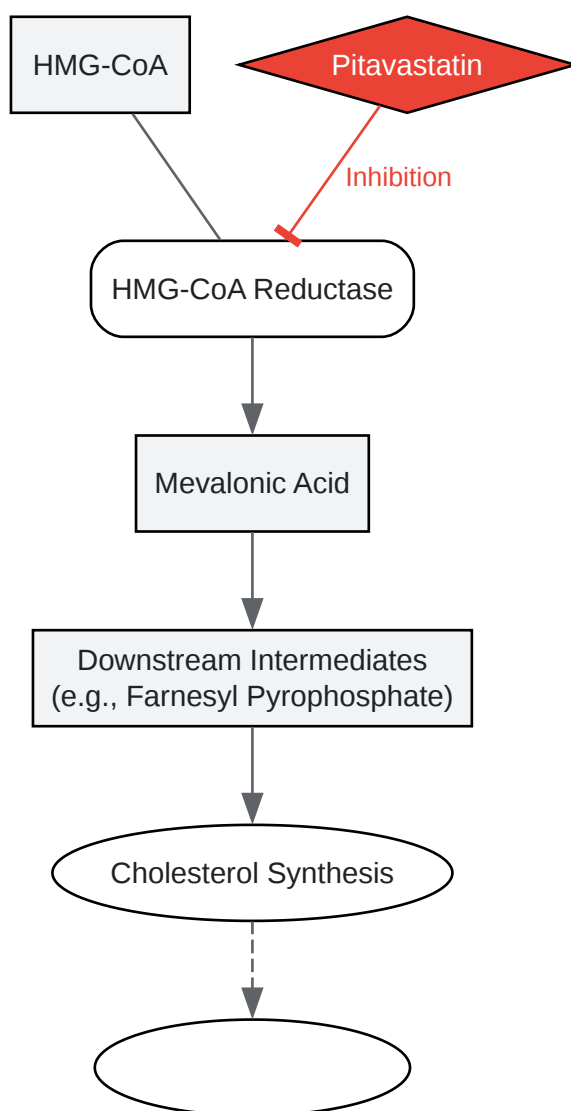 HMG-CoA
Pitavastatin
Inhibition
HMG-CoA Reductase
Mevalonic Acid
Downstream Intermediates
(e.g., Farnesyl Pyrophosphate)
Cholesterol Synthesis